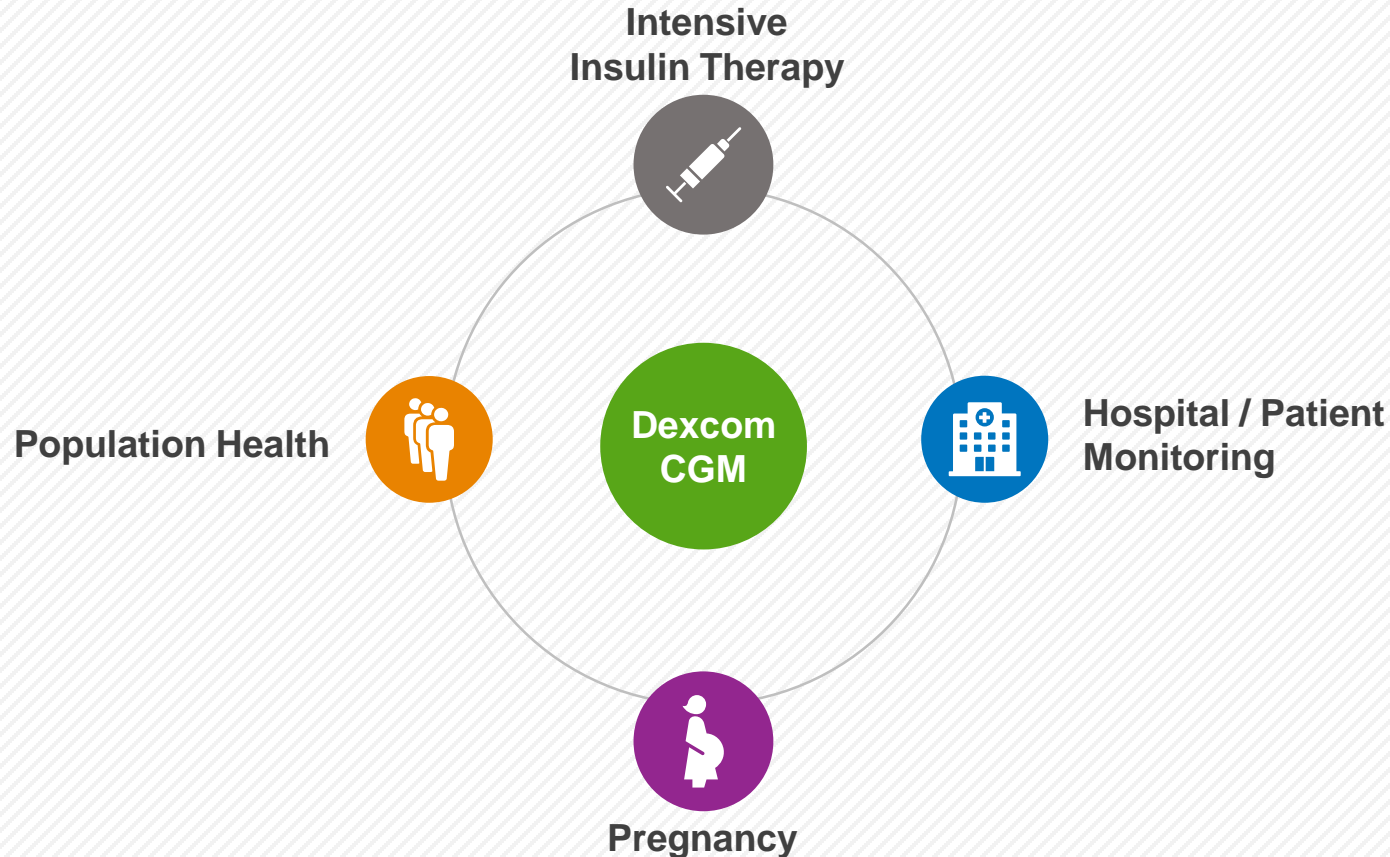 Intensive
Insulin Therapy
Population Health
Dexcom
CGM
Hospital / Patient
Monitoring
Pregnancy